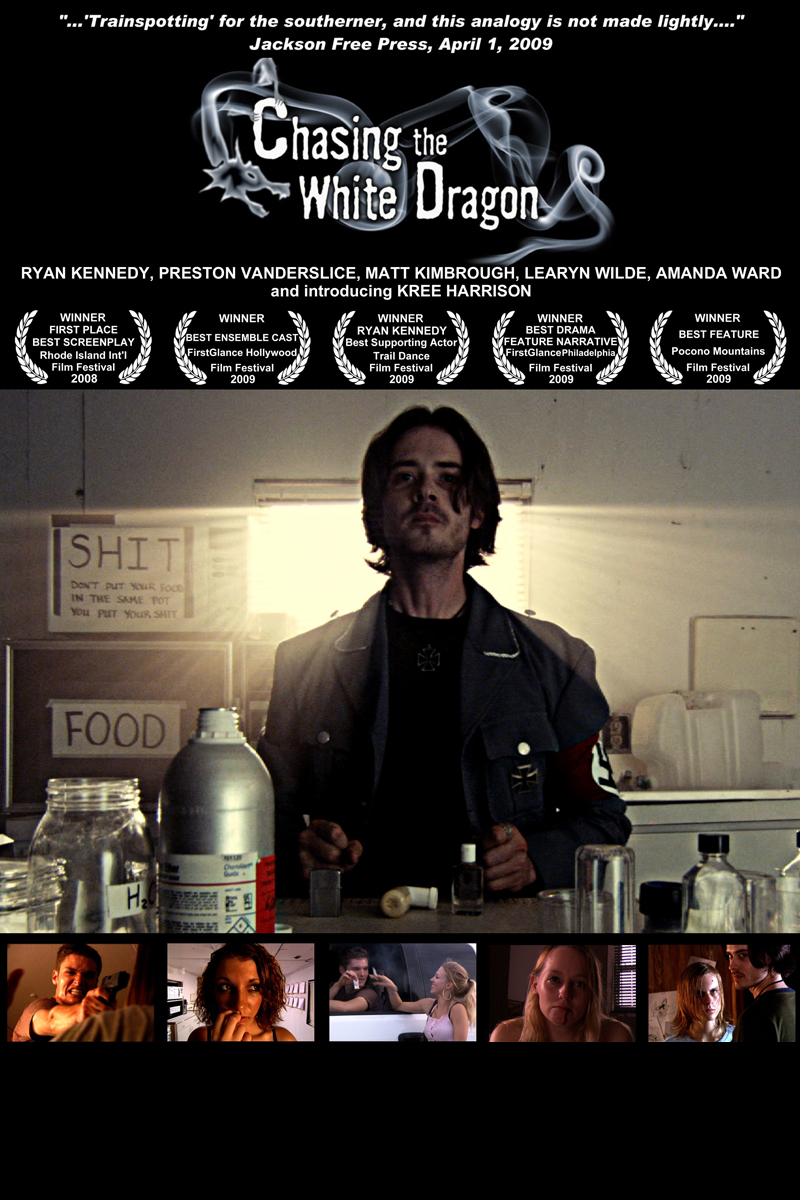 "...'Trainspotting' for the southerner, and this analogy is not made lightly...."
Jackson Free Press, April 1, 2009
Chasing the
White Dragon
RYAN KENNEDY, PRESTON VANDERSLICE, MATT KIMBROUGH, LEARYN WILDE, AMANDA WARD
and introducing KREE HARRISON
WINNER
FIRST PLACE
BEST SCREENPLAY
Rhode Island Int'l
Film Festival
2008
WINNER
BEST ENSEMBLE CAST
FirstGlance Hollywood
Film Festival
2009
WINNER
RYAN KENNEDY
Best Supporting Actor
Trail Dance
Film Festival
2009
WINNER
BEST DRAMA
FEATURE NARRATIVE
FirstGlancePhiladelphia
Film Festival
2009
WINNER
BEST FEATURE
Pocono Mountains
Film Festival
2009
SHIT
DON'T PUT YOUR FOOD
IN THE SAME POT
YOU PUT YOUR SHIT
FOOD